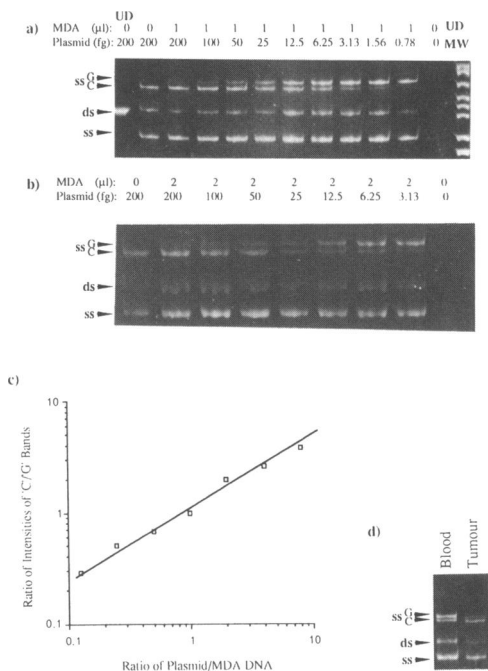 UD UD
a) MDA (µl): 0 0 1 1 1 1 1 1 1 1 1 0 MW
Plasmid (fg): 200 200 200 100 50 25 12.5 6.25 3.13 1.56 0.78 0
ss G
C
ds
ss
b) MDA (µl): 0 2 2 2 2 2 2 2 0
Plasmid (fg): 200 200 100 50 25 12.5 6.25 3.13 0
ss G
C
ds
ss
c)
Ratio of Intensities of 'C'/'G' Bands
10
1
0.1
0.1 1 10
Ratio of Plasmid/MDA DNA
d)
Blood Tumour
ss G
C
ds
ss